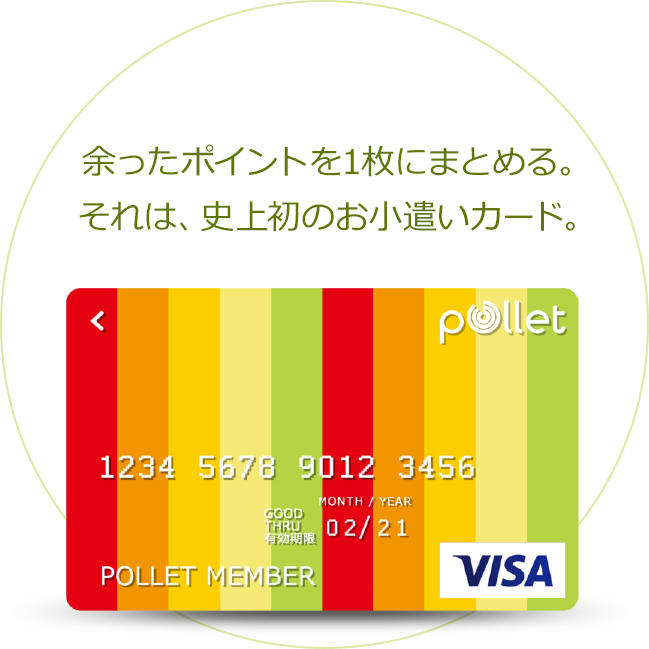 余ったポイントを1枚にまとめる。
それは、史上初のお小遣いカード。
pollet
1234 5678 9012 3456
MONTH / YEAR
GOOD
THRU
有効期限 02/21
POLLET MEMBER
VISA